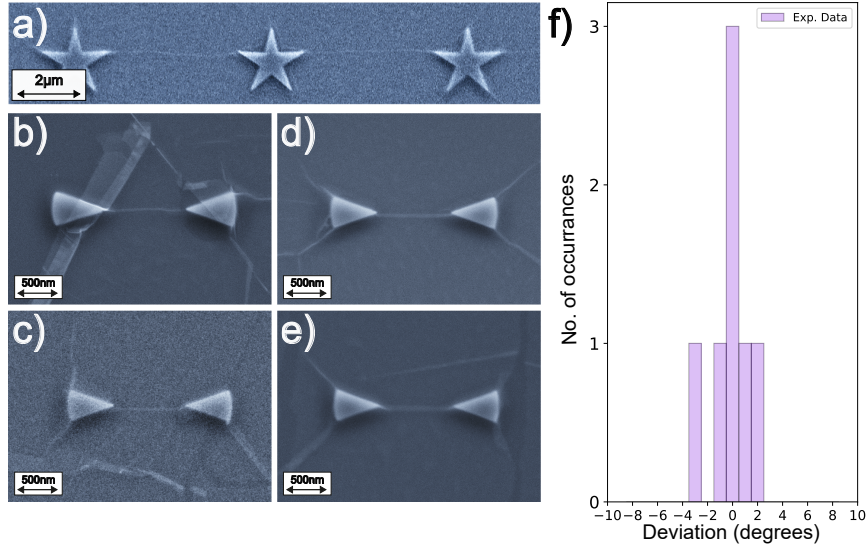 a)
2μm
b)
500nm
d)
500nm
c)
500nm
e)
500nm
f)
Exp. Data
No. of occurrances
3
2
1
0
−10 −8 −6 −4 −2 0 2 4 6 8 10
Deviation (degrees)